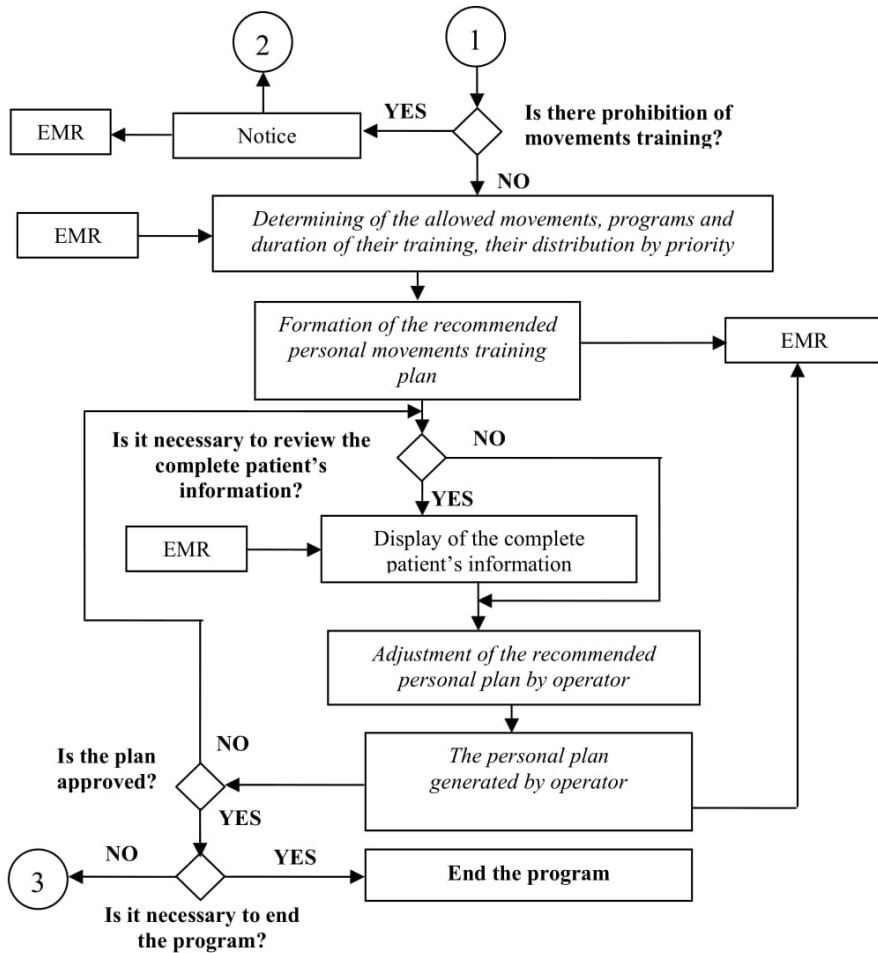 2
1
YES
Is there prohibition of
movements training?
EMR
Notice
NO
Determining of the allowed movements, programs and
duration of their training, their distribution by priority
EMR
Formation of the recommended
personal movements training
plan
EMR
Is it necessary to review the
complete patient's
information?
NO
YES
EMR
Display of the complete
patient's information
Adjustment of the recommended
personal plan by operator
NO
Is the plan
approved?
The personal plan
generated by operator
YES
NO
YES
3
End the program
Is it necessary to end
the program?